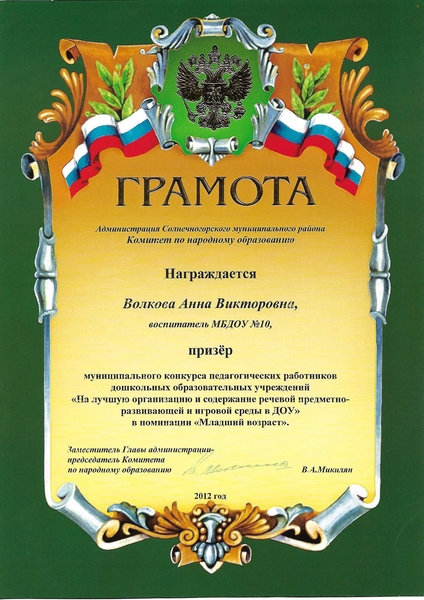 ГРАМОТА
Администрация Солнечногорского муниципального района
Комитет по народному образованию
Награждается
Волкова Анна Викторовна,
воспитатель МБДОУ №10,
призёр
муниципального конкурса педагогических работников
дошкольных образовательных учреждений
«На лучшую организацию и содержание речевой предметно-
развивающей и игровой среды в ДОУ»
в номинации «Младший возраст».
Заместитель Главы администрации-
председатель Комитета
по народному образованию В.А.Микилян
2012 год